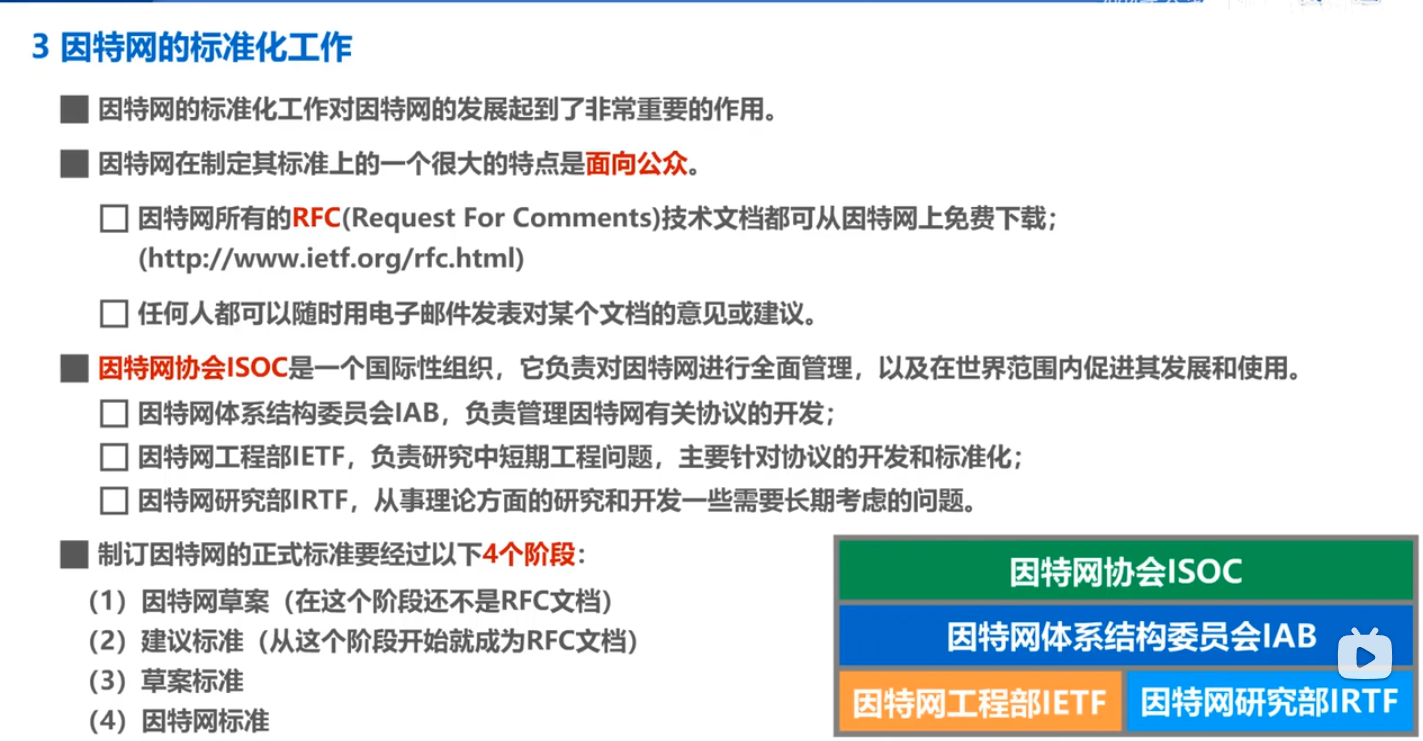 3 因特网的标准化工作
因特网的标准化工作对因特网的发展起到了非常重要的作用。
因特网在制定其标准上的一个很大的特点是面向公众。
因特网所有的RFC(Request For Comments)技术文档都可从因特网上免费下载；
(http://www.ietf.org/rfc.html)
任何人都可以随时用电子邮件发表对某个文档的意见或建议。
因特网协会ISOC是一个国际性组织，它负责对因特网进行全面管理，以及在世界范围内促进其发展和使用。
因特网体系结构委员会IAB，负责管理因特网有关协议的开发；
因特网工程部IETF，负责研究中短期工程问题，主要针对协议的开发和标准化；
因特网研究部IRTF，从事理论方面的研究和开发一些需要长期考虑的问题。
制订因特网的正式标准要经过以下4个阶段：
（1）因特网草案（在这个阶段还不是RFC文档）
（2）建议标准（从这个阶段开始就成为RFC文档）
（3）草案标准
（4）因特网标准
因特网协会ISOC
因特网体系结构委员会IAB
因特网工程部IETF
因特网研究部IRTF